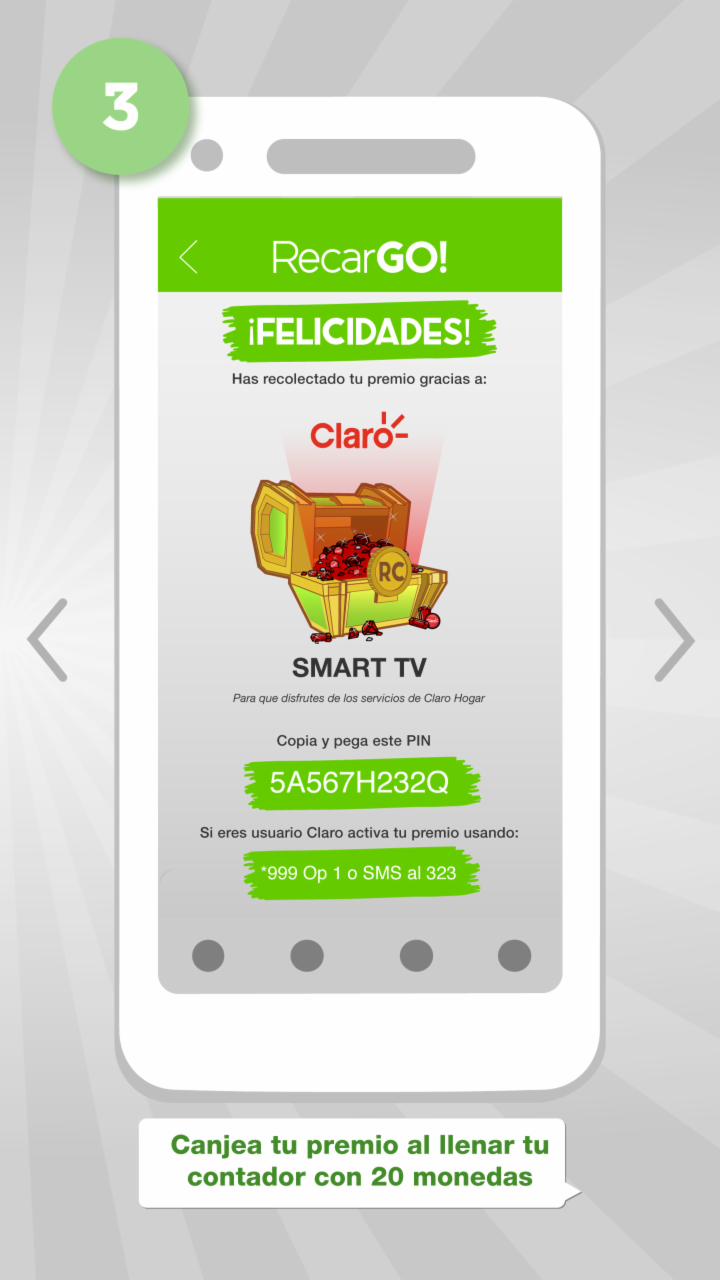 3
RecarGO!
¡FELICIDADES!
Has recolectado tu premio gracias a:
Claro
RC
SMART TV
Para que disfrutes de los servicios de Claro Hogar
Copia y pega este PIN
5A567H232Q
Si eres usuario Claro activa tu premio usando:
*999 Op 1 o SMS al 323
Canjea tu premio al llenar tu
contador con 20 monedas